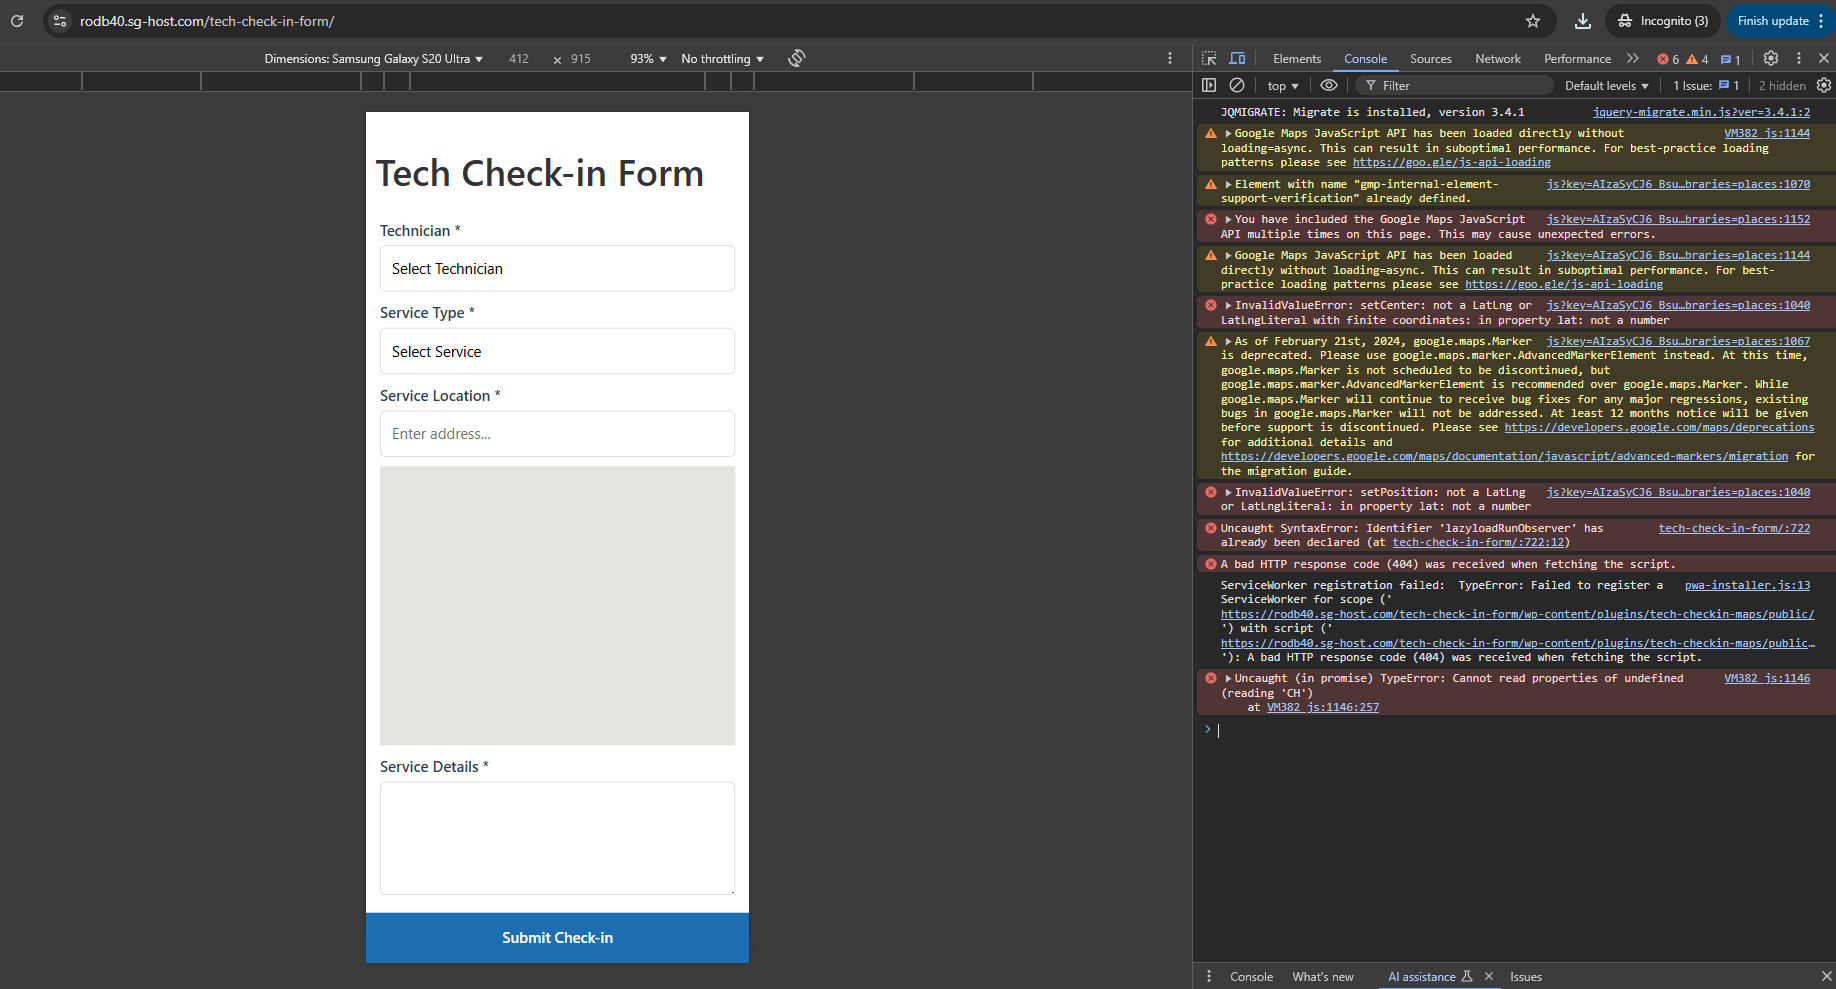 rodb40.sg-host.com/tech-check-in-form/
Incognito (3)
Finish update
Dimensions: Samsung Galaxy S20 Ultra
412
×
915
93%
No throttling
Elements
Console
Sources
Network
Performance
6
4
1
top
Filter
Default levels
1 Issue:
1
2 hidden
Tech Check-in Form
Technician *
Select Technician
Service Type *
Select Service
Service Location *
Enter address...
Service Details *
Submit Check-in
JQMIGRATE: Migrate is installed, version 3.4.1 jquery-migrate.min.js?ver=3.4.1:2
Google Maps JavaScript API has been loaded directly without VM382 js:1144
loading=async. This can result in suboptimal performance. For best-practice loading
patterns please see https://goo.gle/js-api-loading
Element with name "gmp-internal-element- js?key=AIzaSyCJ6_Bsu…braries=places:1070
support-verification" already defined.
You have included the Google Maps JavaScript js?key=AIzaSyCJ6_Bsu…braries=places:1152
API multiple times on this page. This may cause unexpected errors.
Google Maps JavaScript API has been loaded js?key=AIzaSyCJ6_Bsu…braries=places:1144
directly without loading=async. This can result in suboptimal performance. For best-
practice loading patterns please see https://goo.gle/js-api-loading
InvalidValueError: setCenter: not a LatLng or js?key=AIzaSyCJ6_Bsu…braries=places:1040
LatLngLiteral with finite coordinates: in property lat: not a number
As of February 21st, 2024, google.maps.Marker js?key=AIzaSyCJ6_Bsu…braries=places:1067
is deprecated. Please use google.maps.marker.AdvancedMarkerElement instead. At this time,
google.maps.Marker is not scheduled to be discontinued, but
google.maps.marker.AdvancedMarkerElement is recommended over google.maps.Marker. While
google.maps.Marker will continue to receive bug fixes for any major regressions, existing
bugs in google.maps.Marker will not be addressed. At least 12 months notice will be given
before support is discontinued. Please see https://developers.google.com/maps/deprecations
for additional details and
https://developers.google.com/maps/documentation/javascript/advanced-markers/migration for
the migration guide.
InvalidValueError: setPosition: not a LatLng js?key=AIzaSyCJ6_Bsu…braries=places:1040
or LatLngLiteral: in property lat: not a number
Uncaught SyntaxError: Identifier 'lazyloadRunObserver' has tech-check-in-form/:722
already been declared (at tech-check-in-form/:722:12)
A bad HTTP response code (404) was received when fetching the script.
ServiceWorker registration failed: TypeError: Failed to register a pwa-installer.js:13
ServiceWorker for scope ('
https://rodb40.sg-host.com/tech-check-in-form/wp-content/plugins/tech-checkin-maps/public/
') with script ('
https://rodb40.sg-host.com/tech-check-in-form/wp-content/plugins/tech-checkin-maps/public…
'): A bad HTTP response code (404) was received when fetching the script.
Uncaught (in promise) TypeError: Cannot read properties of undefined VM382 js:1146
(reading 'CH')
at VM382 js:1146:257
Console
What's new
AI assistance
Issues